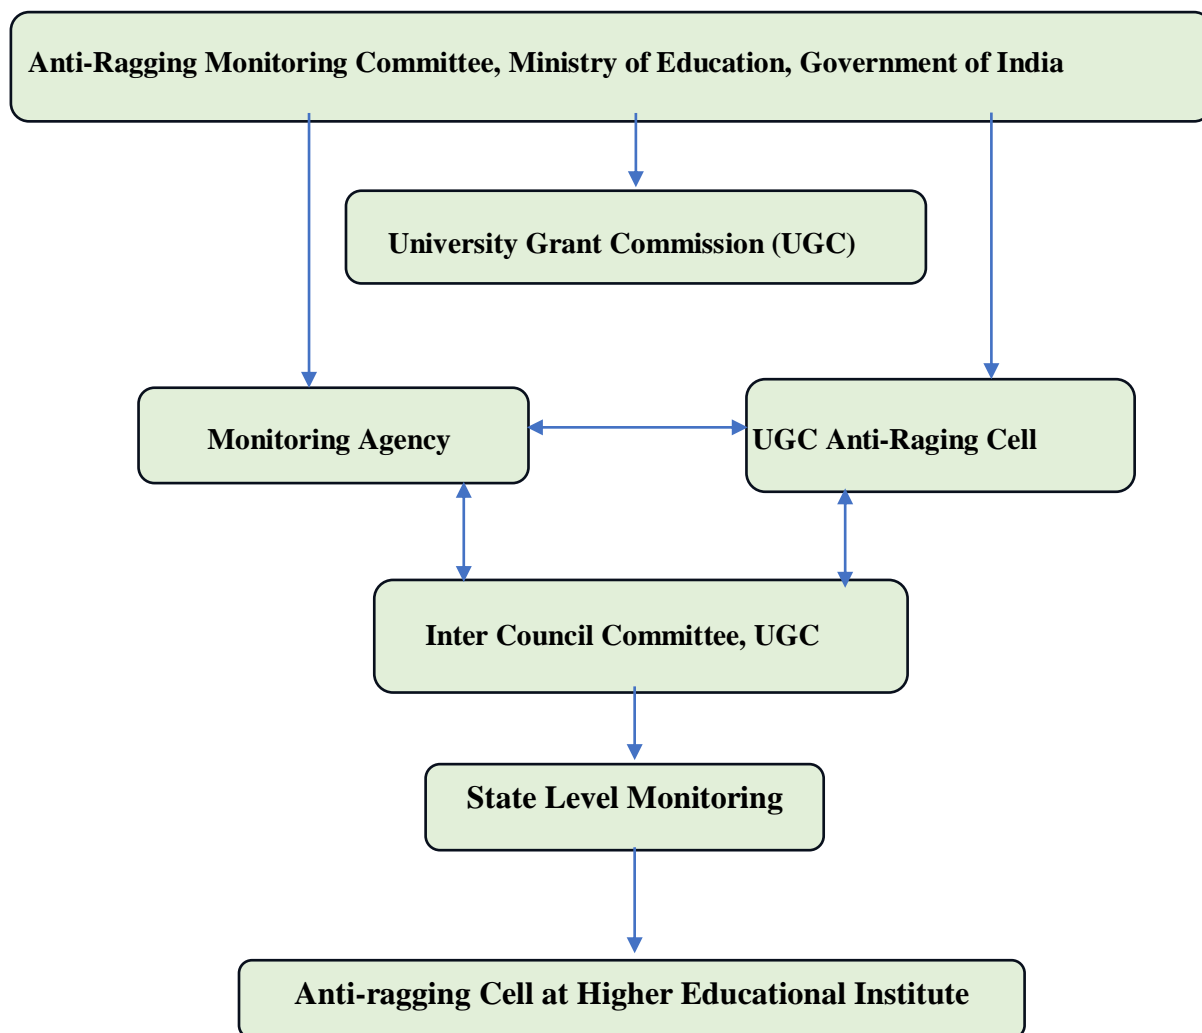 Anti-Ragging Monitoring Committee, Ministry of Education, Government of India
University Grant Commission (UGC)
Monitoring Agency
UGC Anti-Raging Cell
Inter Council Committee, UGC
State Level Monitoring
Anti-ragging Cell at Higher Educational Institute